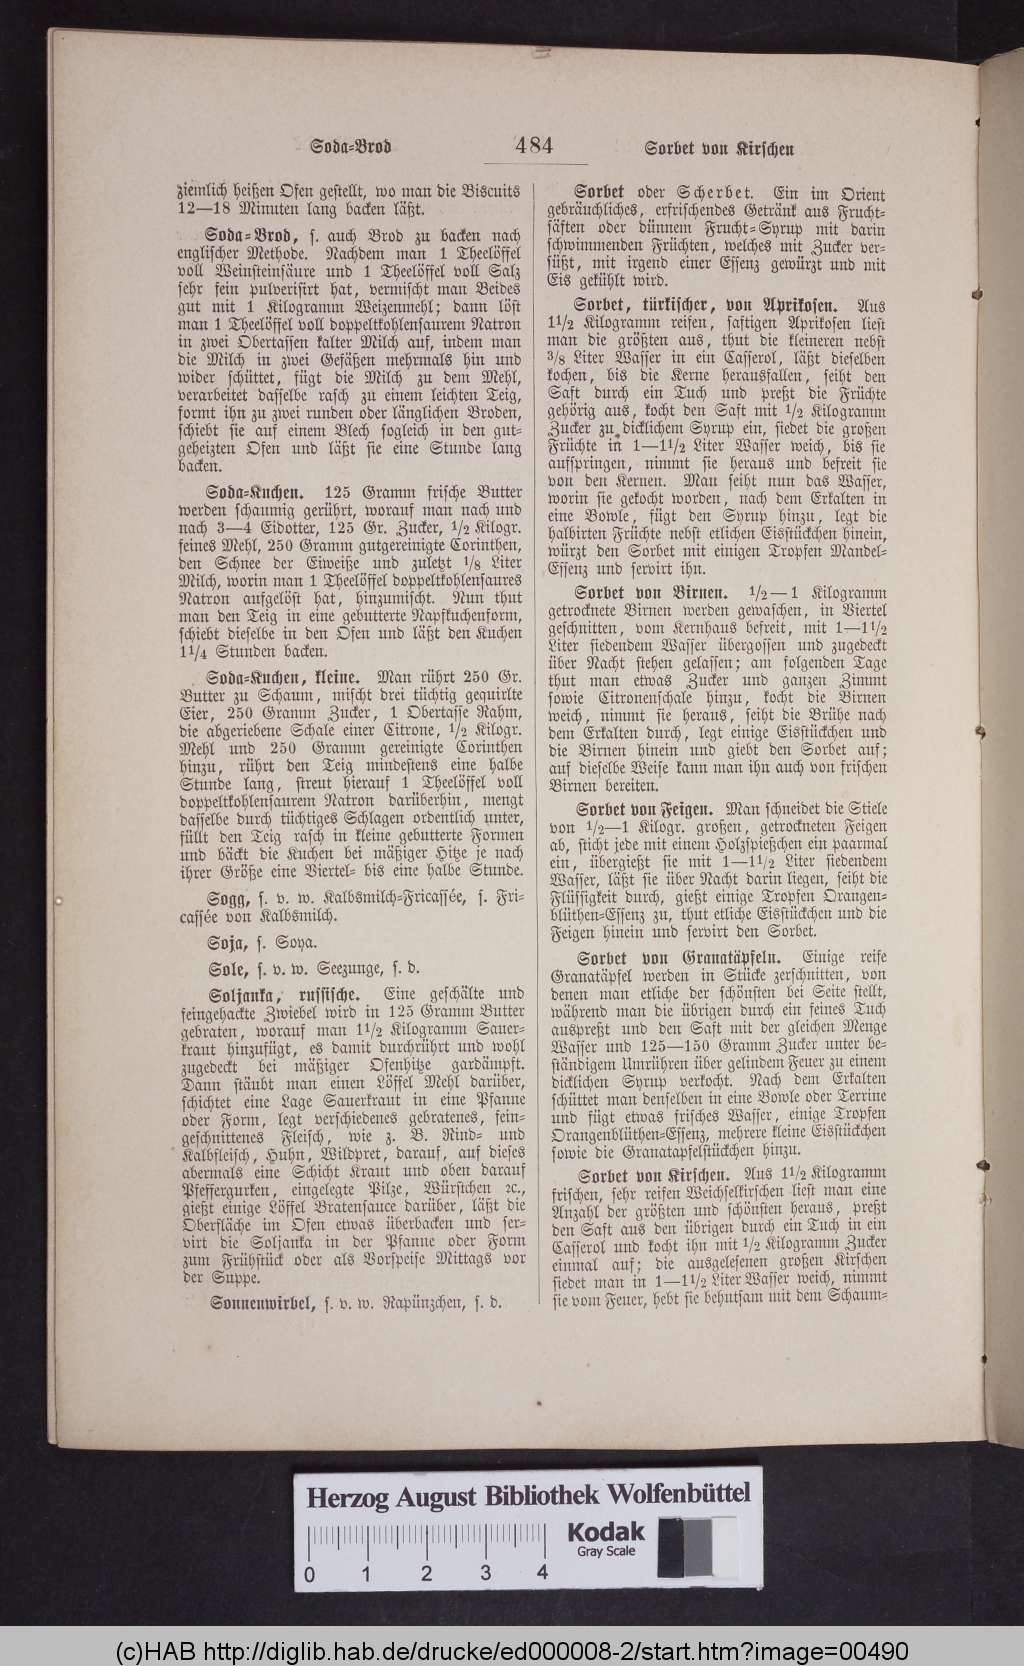 Soda-Brod 484 Sorbet von Kirschen
ziemlich heißen Ofen gestellt, wo man die Biscuits
12—18 Minuten lang backen läßt.
Soda-Brod, s. auch Brod zu backen nach
englischer Methode. Nachdem man 1 Theelöffel
voll Weinsteinsäure und 1 Theelöffel voll Salz
sehr fein pulverisirt hat, vermischt man Beides
gut mit 1 Kilogramm Weizenmehl; dann löst
man 1 Theelöffel voll doppeltkohlensaurem Natron
in zwei Obertassen kalter Milch auf, indem man
die Milch in zwei Gefäßen mehrmals hin und
wider schüttet, fügt die Milch zu dem Mehl,
verarbeitet dasselbe rasch zu einem leichten Teig,
formt ihn zu zwei runden oder länglichen Broden,
schiebt sie auf einem Blech sogleich in den gut-
geheizten Ofen und läßt sie eine Stunde lang
backen.
Soda-Kuchen. 125 Gramm frische Butter
werden schaumig gerührt, worauf man nach und
nach 3—4 Eidotter, 125 Gr. Zucker, 1/2 Kilogr.
feines Mehl, 250 Gramm gutgereinigte Corinthen,
den Schnee der Eiweiße und zuletzt 1/8 Liter
Milch, worin man 1 Theelöffel doppeltkohlensaures
Natron aufgelöst hat, hinzumischt. Nun thut
man den Teig in eine gebutterte Napfkuchenform,
schiebt dieselbe in den Ofen und läßt den Kuchen
1 1/4 Stunden backen.
Soda-Kuchen, kleine. Man rührt 250 Gr.
Butter zu Schaum, mischt drei tüchtig gequirlte
Eier, 250 Gramm Zucker, 1 Obertasse Rahm,
die abgeriebene Schale einer Citrone, 1/2 Kilogr.
Mehl und 250 Gramm gereinigte Corinthen
hinzu, rührt den Teig mindestens eine halbe
Stunde lang, streut hierauf 1 Theelöffel voll
doppeltkohlensaurem Natron darüberhin, mengt
dasselbe durch tüchtiges Schlagen ordentlich unter,
füllt den Teig rasch in kleine gebutterte Formen
und bäckt die Kuchen bei mäßiger Hitze je nach
ihrer Größe eine Viertel- bis eine halbe Stunde.
Sogg, s. v. w. Kalbsmilch-Fricassée, s. Fri-
cassée von Kalbsmilch.
Soja, s. Soya.
Sole, s. v. w. Seezunge, s. d.
Soljanka, russische. Eine geschälte und
feingehackte Zwiebel wird in 125 Gramm Butter
gebraten, worauf man 1 1/2 Kilogramm Sauer-
kraut hinzufügt, es damit durchrührt und wohl
zugedeckt bei mäßiger Ofenhitze gardämpft.
Dann stäubt man einen Löffel Mehl darüber,
schichtet eine Lage Sauerkraut in eine Pfanne
oder Form, legt verschiedenes gebratenes, fein-
geschnittenes Fleisch, wie z. B. Rind- und
Kalbfleisch, Huhn, Wildpret, darauf, auf dieses
abermals eine Schicht Kraut und oben darauf
Pfeffergurken, eingelegte Pilze, Würstchen ꝛc.,
gießt einige Löffel Bratensauce darüber, läßt die
Oberfläche im Ofen etwas überbacken und ser-
virt die Soljanka in der Pfanne oder Form
zum Frühstück oder als Vorspeise Mittags vor
der Suppe.
Sonnenwirbel, s. v. w. Rapünzchen, s. d.
Sorbet oder Scherbet. Ein im Orient
gebräuchliches, erfrischendes Getränk aus Frucht-
säften oder dünnem Frucht-Syrup mit darin
schwimmenden Früchten, welches mit Zucker ver-
süßt, mit irgend einer Essenz gewürzt und mit
Eis gekühlt wird.
Sorbet, türkischer, von Aprikosen. Aus
1 1/2 Kilogramm reifen, saftigen Aprikosen liest
man die größten aus, thut die kleineren nebst
3/8 Liter Wasser in ein Casserol, läßt dieselben
kochen, bis die Kerne herausfallen, seiht den
Saft durch ein Tuch und preßt die Früchte
gehörig aus, kocht den Saft mit 1/2 Kilogramm
Zucker zu dicklichem Syrup ein, siedet die großen
Früchte in 1—1 1/2 Liter Wasser weich, bis sie
aufspringen, nimmt sie heraus und befreit sie
von den Kernen. Man seiht nun das Wasser,
worin sie gekocht worden, nach dem Erkalten in
eine Bowle, fügt den Syrup hinzu, legt die
halbirten Früchte nebst etlichen Eisstückchen hinein,
würzt den Sorbet mit einigen Tropfen Mandel-
Essenz und servirt ihn.
Sorbet von Birnen. 1/2—1 Kilogramm
getrocknete Birnen werden gewaschen, in Viertel
geschnitten, vom Kernhaus befreit, mit 1—1 1/2
Liter siedendem Wasser übergossen und zugedeckt
über Nacht stehen gelassen; am folgenden Tage
thut man etwas Zucker und ganzen Zimmt
sowie Citronenschale hinzu, kocht die Birnen
weich, nimmt sie heraus, seiht die Brühe nach
dem Erkalten durch, legt einige Eisstückchen und
die Birnen hinein und giebt den Sorbet auf;
auf dieselbe Weise kann man ihn auch von frischen
Birnen bereiten.
Sorbet von Feigen. Man schneidet die Stiele
von 1/2—1 Kilogr. großen, getrockneten Feigen
ab, sticht jede mit einem Holzspießchen ein paarmal
ein, übergießt sie mit 1—1 1/2 Liter siedendem
Wasser, läßt sie über Nacht darin liegen, seiht die
Flüssigkeit durch, gießt einige Tropfen Orangen-
blüthen-Essenz zu, thut etliche Eisstückchen und die
Feigen hinein und servirt den Sorbet.
Sorbet von Granatäpfeln. Einige reife
Granatäpfel werden in Stücke zerschnitten, von
denen man etliche der schönsten bei Seite stellt,
während man die übrigen durch ein feines Tuch
auspreßt und den Saft mit der gleichen Menge
Wasser und 125—150 Gramm Zucker unter be-
ständigem Umrühren über gelindem Feuer zu einem
dicklichen Syrup verkocht. Nach dem Erkalten
schüttet man denselben in eine Bowle oder Terrine
und fügt etwas frisches Wasser, einige Tropfen
Orangenblüthen-Essenz, mehrere kleine Eisstückchen
sowie die Granatapfelstückchen hinzu.
Sorbet von Kirschen. Aus 1 1/2 Kilogramm
frischen, sehr reifen Weichselkirschen liest man eine
Anzahl der größten und schönsten heraus, preßt
den Saft aus den übrigen durch ein Tuch in ein
Casserol und kocht ihn mit 1/2 Kilogramm Zucker
einmal auf; die ausgelesenen großen Kirschen
siedet man in 1—1 1/2 Liter Wasser weich, nimmt
sie vom Feuer, hebt sie behutsam mit dem Schaum-
Herzog August Bibliothek Wolfenbüttel
0 1 2 3 4
Kodak
Gray Scale
(c)HAB http://diglib.hab.de/drucke/ed000008-2/start.htm?image=00490